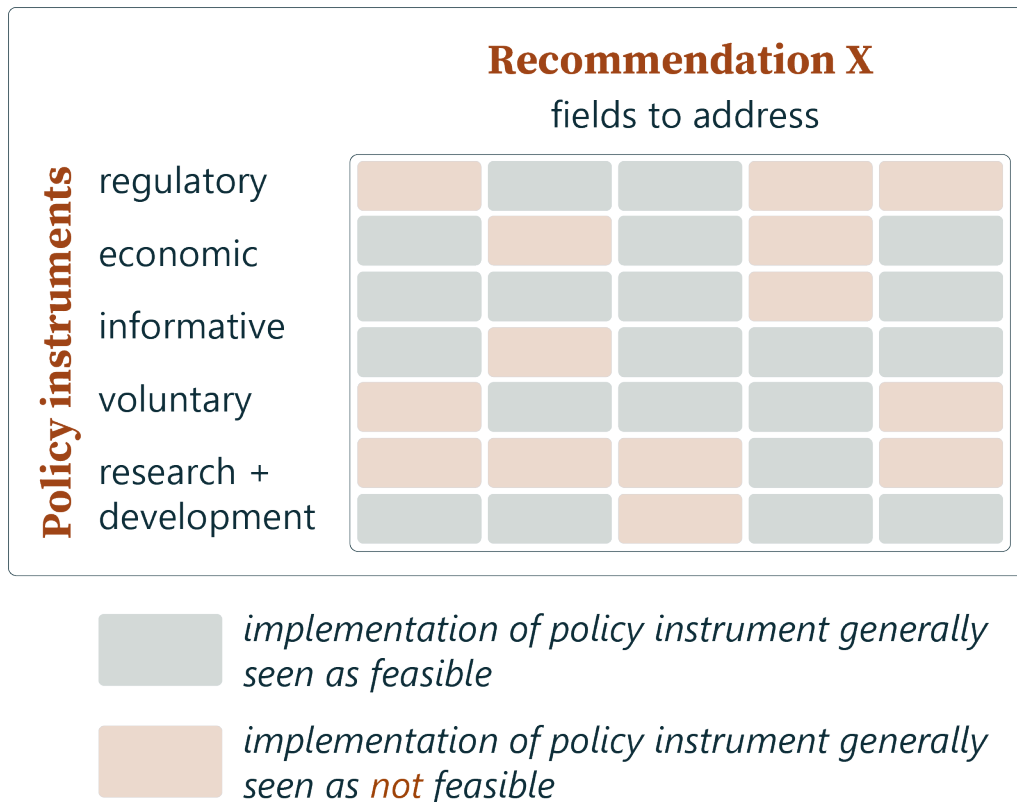 Recommendation X
fields to address
Policy instruments
regulatory
economic
informative
voluntary
research +
development
implementation of policy instrument generally
seen as feasible
implementation of policy instrument generally
seen as not feasible